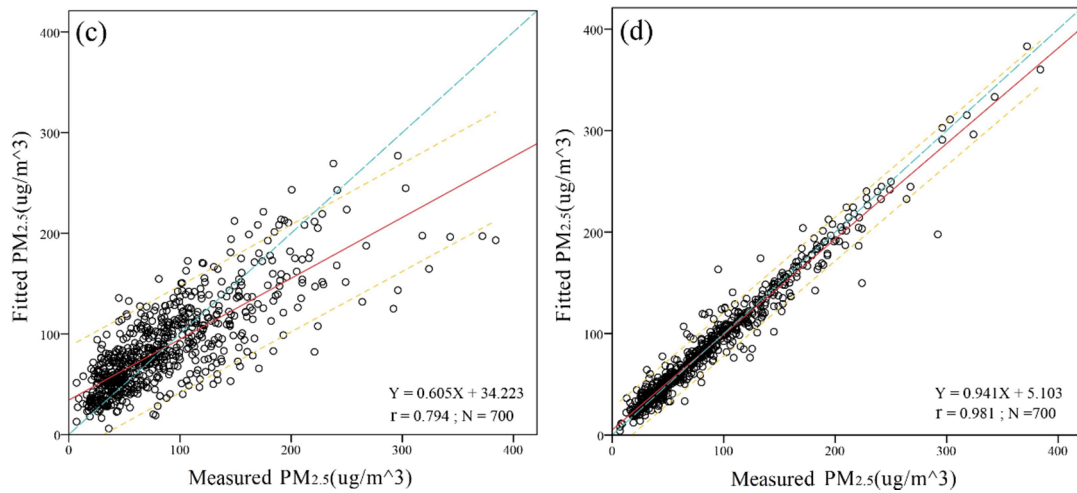 (c)
400
300
200
100
0
Fitted PM2.5(ug/m^3)
Y = 0.605X + 34.223
r = 0.794 ; N = 700
0 100 200 300 400
Measured PM2.5(ug/m^3)
(d)
400
300
200
100
0
Fitted PM2.5(ug/m^3)
Y = 0.941X + 5.103
r = 0.981 ; N =700
0 100 200 300 400
Measured PM2.5(ug/m^3)